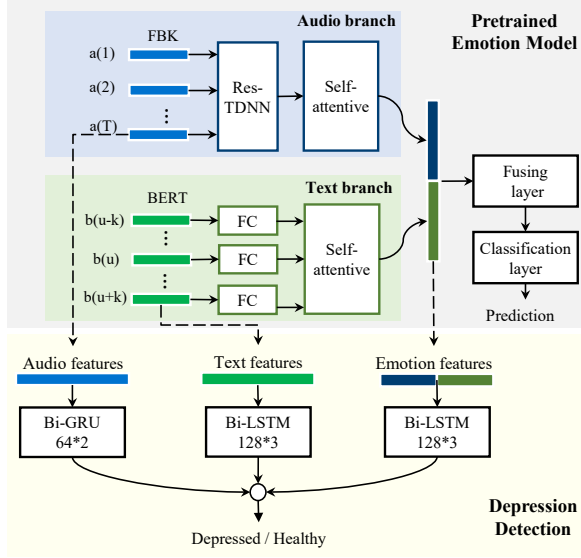 Audio branch
Pretrained
Emotion Model
FBK
a(1)
a(2)
⋮
a(T)
Res-
TDNN
Self-
attentive
Text branch
BERT
b(u-k)
⋮
b(u)
⋮
b(u+k)
FC
FC
FC
Self-
attentive
Fusing
layer
Classification
layer
Prediction
Audio features
Text features
Emotion features
Bi-GRU
64*2
Bi-LSTM
128*3
Bi-LSTM
128*3
Depressed / Healthy
Depression
Detection